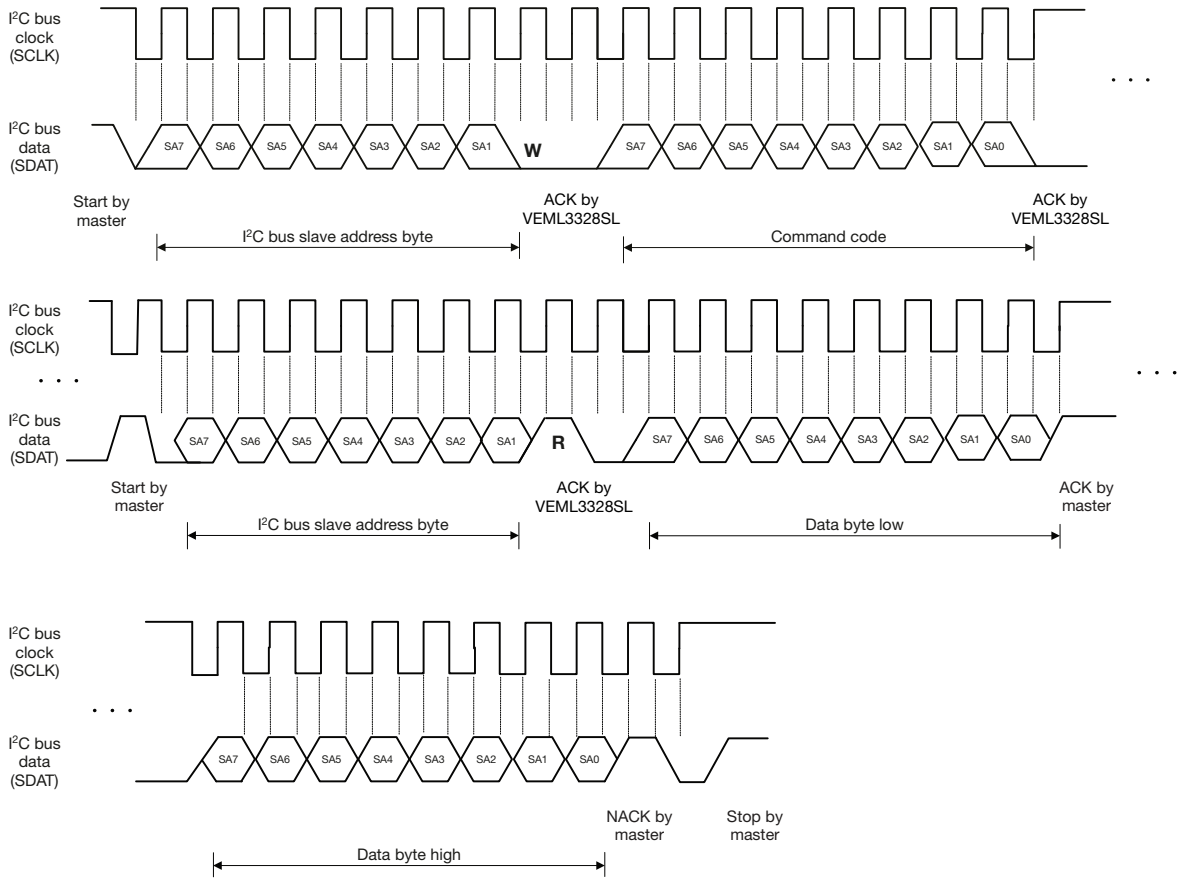 I²C bus
clock
(SCLK)
. . .
I²C bus
data
(SDAT)
SA7 SA6 SA5 SA4 SA3 SA2 SA1 W SA7 SA6 SA5 SA4 SA3 SA2 SA1 SA0
Start by
master
ACK by
VEML3328SL
ACK by
VEML3328SL
I²C bus slave address byte
Command code
I²C bus
clock
(SCLK)
. . .
. . .
I²C bus
data
(SDAT)
SA7 SA6 SA5 SA4 SA3 SA2 SA1 R SA7 SA6 SA5 SA4 SA3 SA2 SA1 SA0
Start by
master
ACK by
VEML3328SL
ACK by
master
I²C bus slave address byte
Data byte low
I²C bus
clock
(SCLK)
. . .
I²C bus
data
(SDAT)
SA7 SA6 SA5 SA4 SA3 SA2 SA1 SA0
NACK by
master
Stop by
master
Data byte high